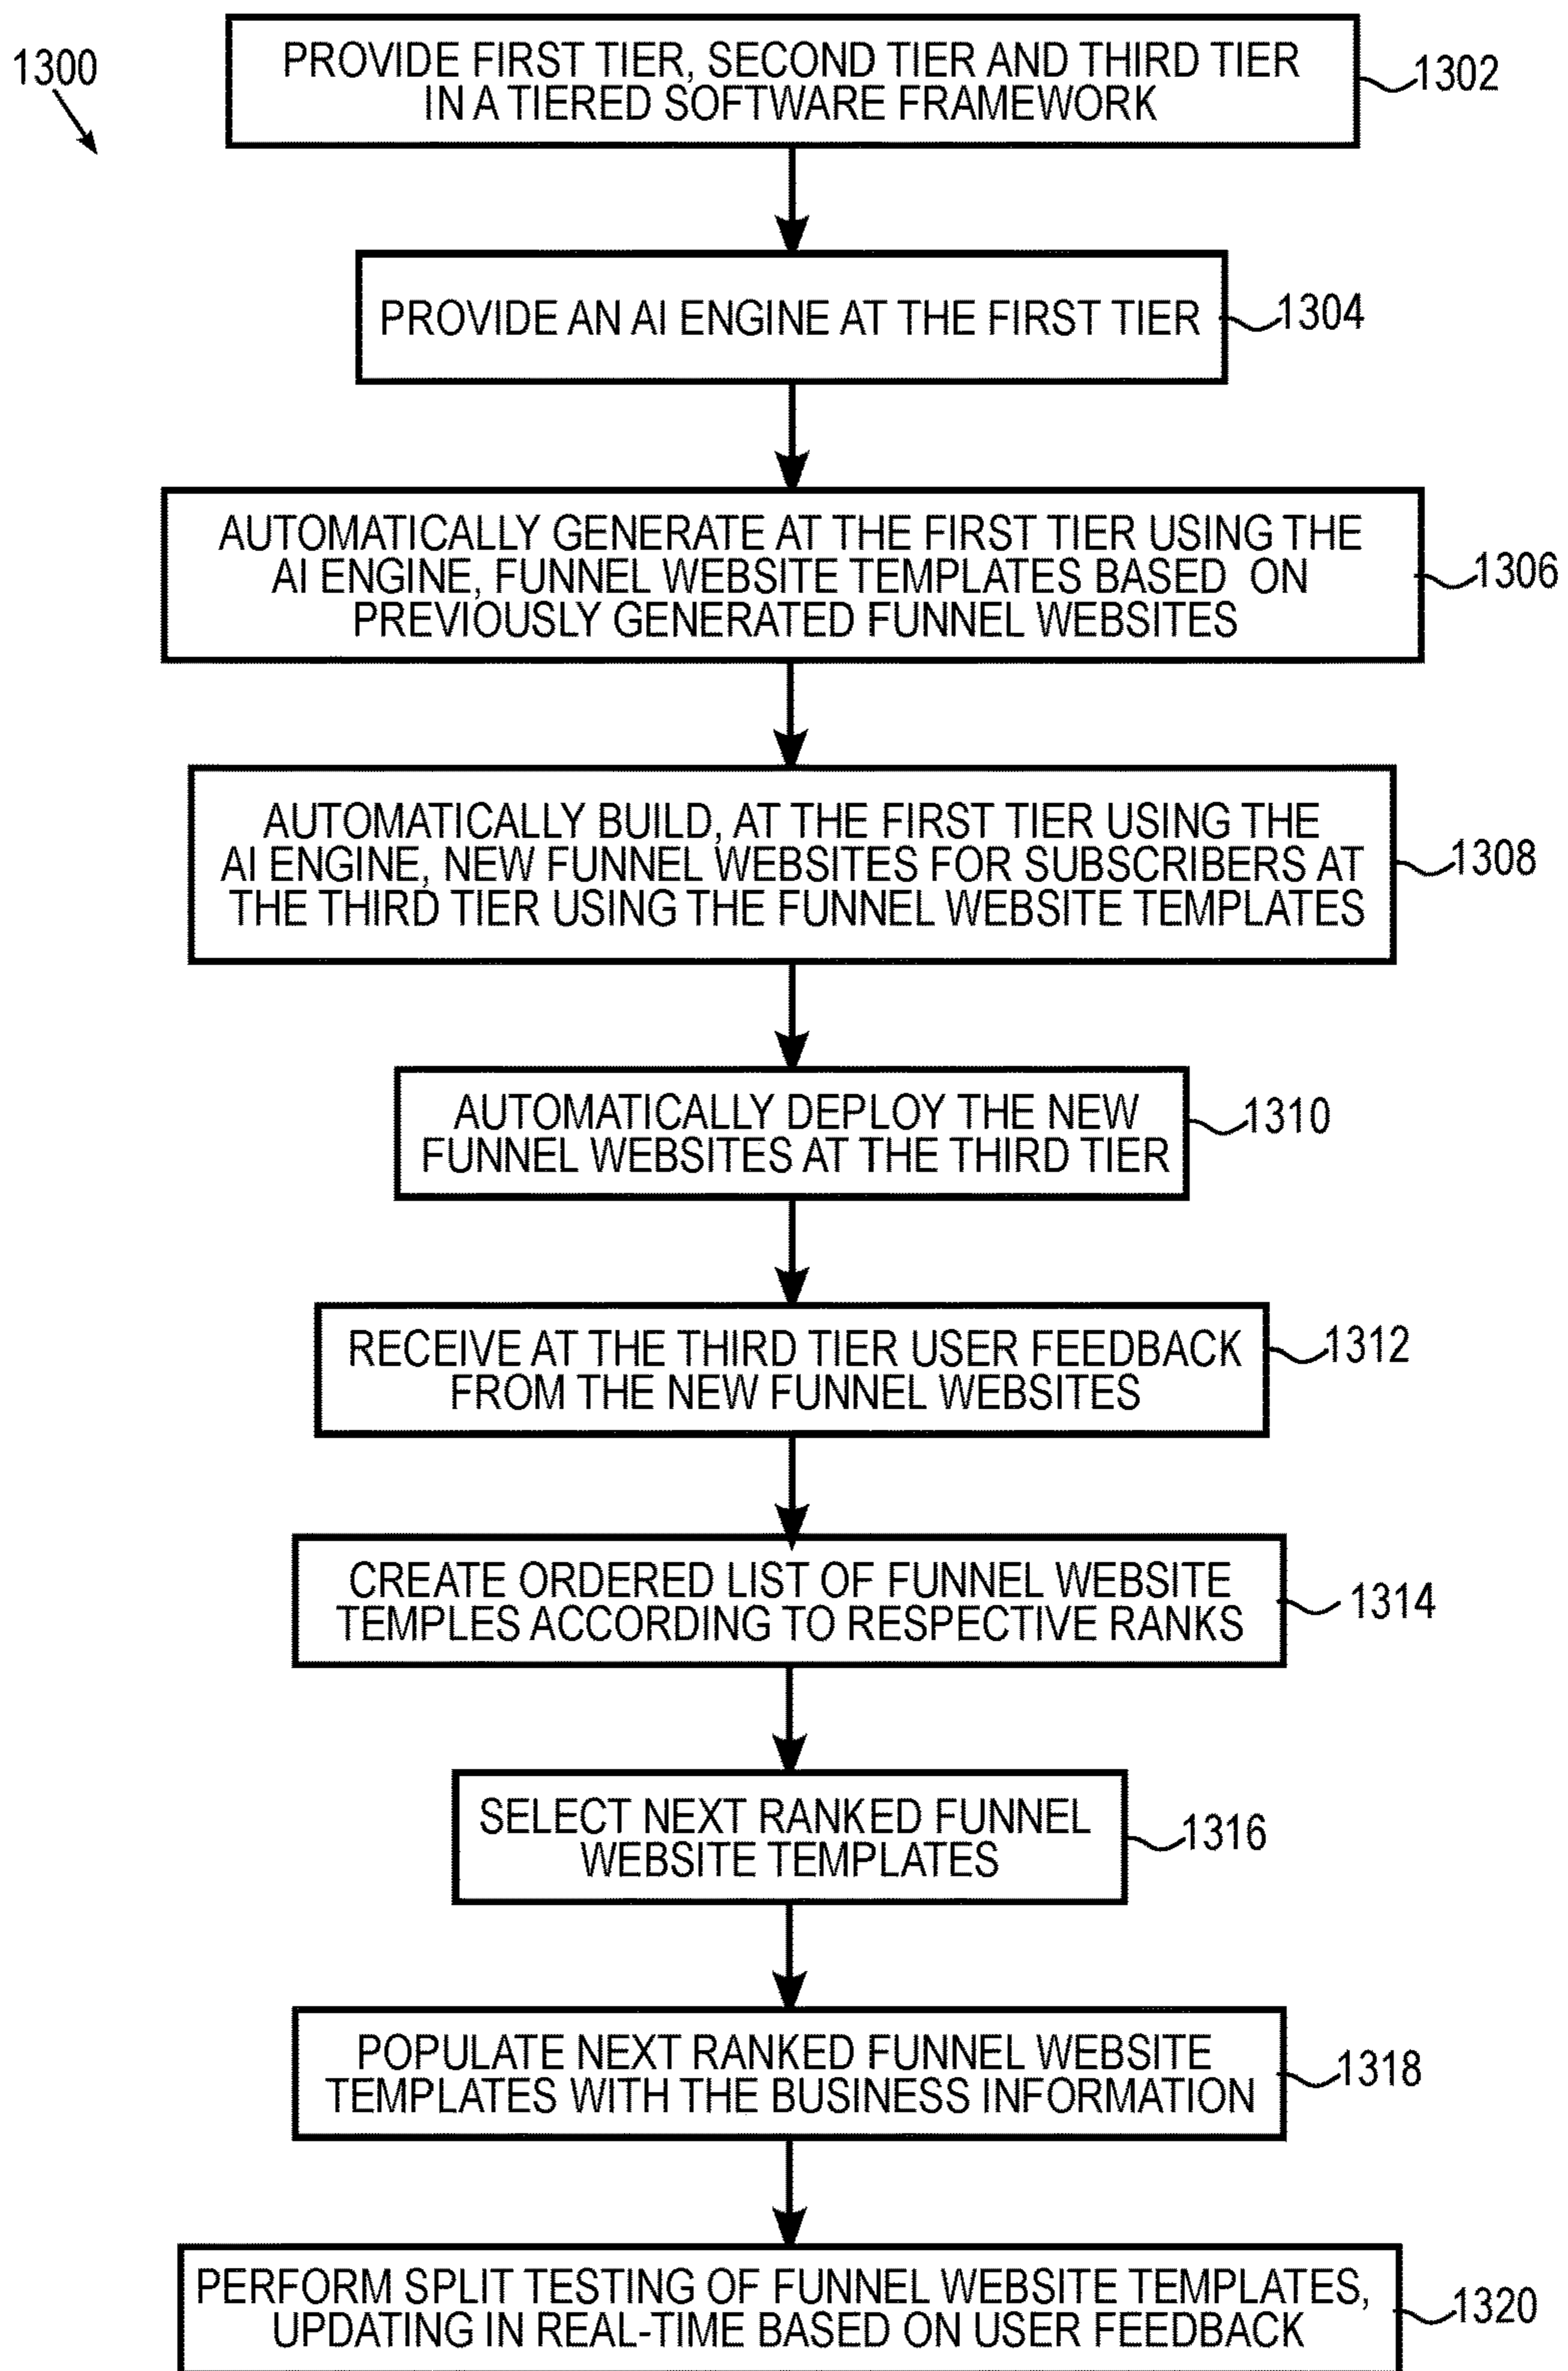 1300
PROVIDE FIRST TIER, SECOND TIER AND THIRD TIER
IN A TIERED SOFTWARE FRAMEWORK
1302
PROVIDE AN AI ENGINE AT THE FIRST TIER
1304
AUTOMATICALLY GENERATE AT THE FIRST TIER USING THE
AI ENGINE, FUNNEL WEBSITE TEMPLATES BASED ON
PREVIOUSLY GENERATED FUNNEL WEBSITES
1306
AUTOMATICALLY BUILD, AT THE FIRST TIER USING THE
AI ENGINE, NEW FUNNEL WEBSITES FOR SUBSCRIBERS AT
THE THIRD TIER USING THE FUNNEL WEBSITE TEMPLATES
1308
AUTOMATICALLY DEPLOY THE NEW
FUNNEL WEBSITES AT THE THIRD TIER
1310
RECEIVE AT THE THIRD TIER USER FEEDBACK
FROM THE NEW FUNNEL WEBSITES
1312
CREATE ORDERED LIST OF FUNNEL WEBSITE
TEMPLES ACCORDING TO RESPECTIVE RANKS
1314
SELECT NEXT RANKED FUNNEL
WEBSITE TEMPLATES
1316
POPULATE NEXT RANKED FUNNEL WEBSITE
TEMPLATES WITH THE BUSINESS INFORMATION
1318
PERFORM SPLIT TESTING OF FUNNEL WEBSITE TEMPLATES,
UPDATING IN REAL-TIME BASED ON USER FEEDBACK
1320